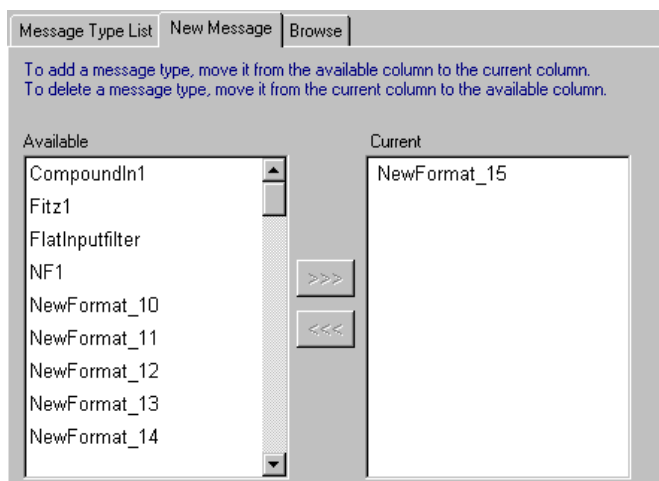 Message Type List New Message Browse
To add a message type, move it from the available column to the current column.
To delete a message type, move it from the current column to the available column.
Available Current
CompoundIn1 NewFormat_15
Fitz1
FlatInputfilter
NF1
>>>
NewFormat_10
NewFormat_11
<<<
NewFormat_12
NewFormat_13
NewFormat_14